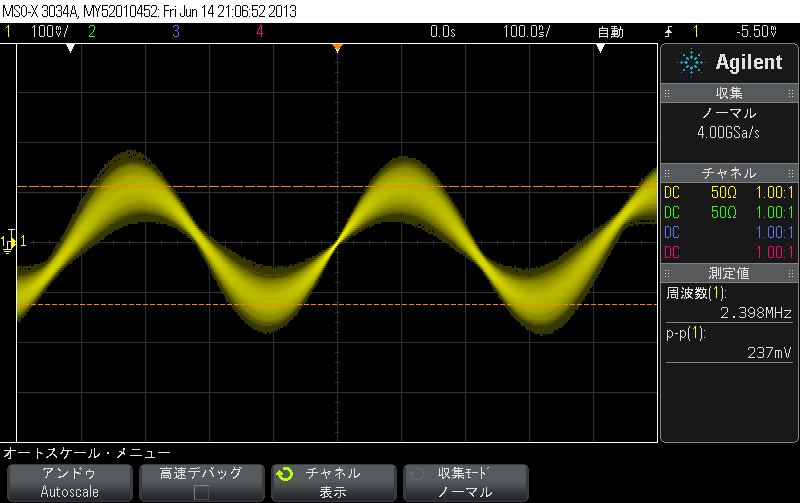 MSO-X 3034A, MY52010452: Fri Jun 14 21:06:52 2013
1 100㎷/ 2 3 4 0.0s 100.0㎱/ 自動 1 -5.50㎷
Agilent
収集
ノーマル
4.00GSa/s
チャネル
DC 50Ω 1.00:1
DC 50Ω 1.00:1
DC 1.00:1
DC 1.00:1
測定値
周波数(1):
2.398MHz
p-p(1):
237mV
1 1
オートスケール・メニュー
アンドゥ
Autoscale
高速デバッグ
チャネル
表示
収集ﾓｰﾄﾞ
ノーマル